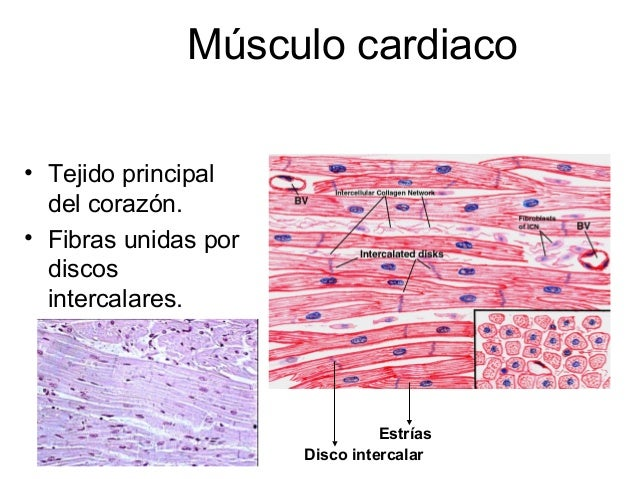 Músculo cardiaco
• Tejido principal
del corazón.
• Fibras unidas por
discos
intercalares.
Intercellular Collagen Network
BV
Fibroblasts
of ICN
BV
Intercalated disks
Estrías
Disco intercalar